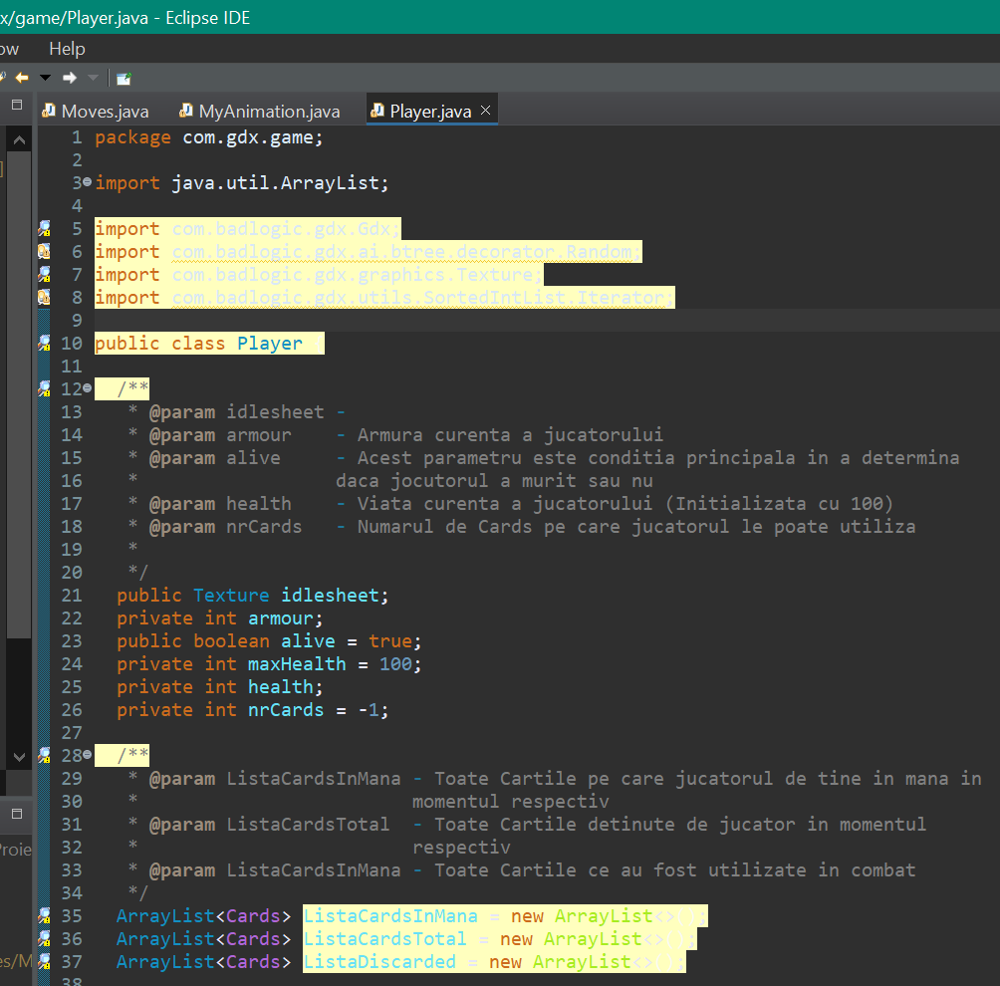 x/game/Player.java - Eclipse IDE
ow Help
Moves.java MyAnimation.java Player.java
1 package com.gdx.game;
2
3 import java.util.ArrayList;
4
5 import com.badlogic.gdx.Gdx;
6 import com.badlogic.gdx.ai.btree.decorator.Random;
7 import com.badlogic.gdx.graphics.Texture;
8 import com.badlogic.gdx.utils.SortedIntList.Iterator;
9
10 public class Player {
11
12 /**
13 * @param idlesheet -
14 * @param armour - Armura curenta a jucatorului
15 * @param alive - Acest parametru este conditia principala in a determina
16 * daca jocutorul a murit sau nu
17 * @param health - Viata curenta a jucatorului (Initializata cu 100)
18 * @param nrCards - Numarul de Cards pe care jucatorul le poate utiliza
19 *
20 */
21 public Texture idlesheet;
22 private int armour;
23 public boolean alive = true;
24 private int maxHealth = 100;
25 private int health;
26 private int nrCards = -1;
27
28 /**
29 * @param ListaCardsInMana - Toate Cartile pe care jucatorul de tine in mana in
30 * momentul respectiv
31 * @param ListaCardsTotal - Toate Cartile detinute de jucator in momentul
32 * respectiv
33 * @param ListaCardsInMana - Toate Cartile ce au fost utilizate in combat
34 */
35 ArrayList<Cards> ListaCardsInMana = new ArrayList<>();
36 ArrayList<Cards> ListaCardsTotal = new ArrayList<>();
37 ArrayList<Cards> ListaDiscarded = new ArrayList<>();
38
Proie
es/M